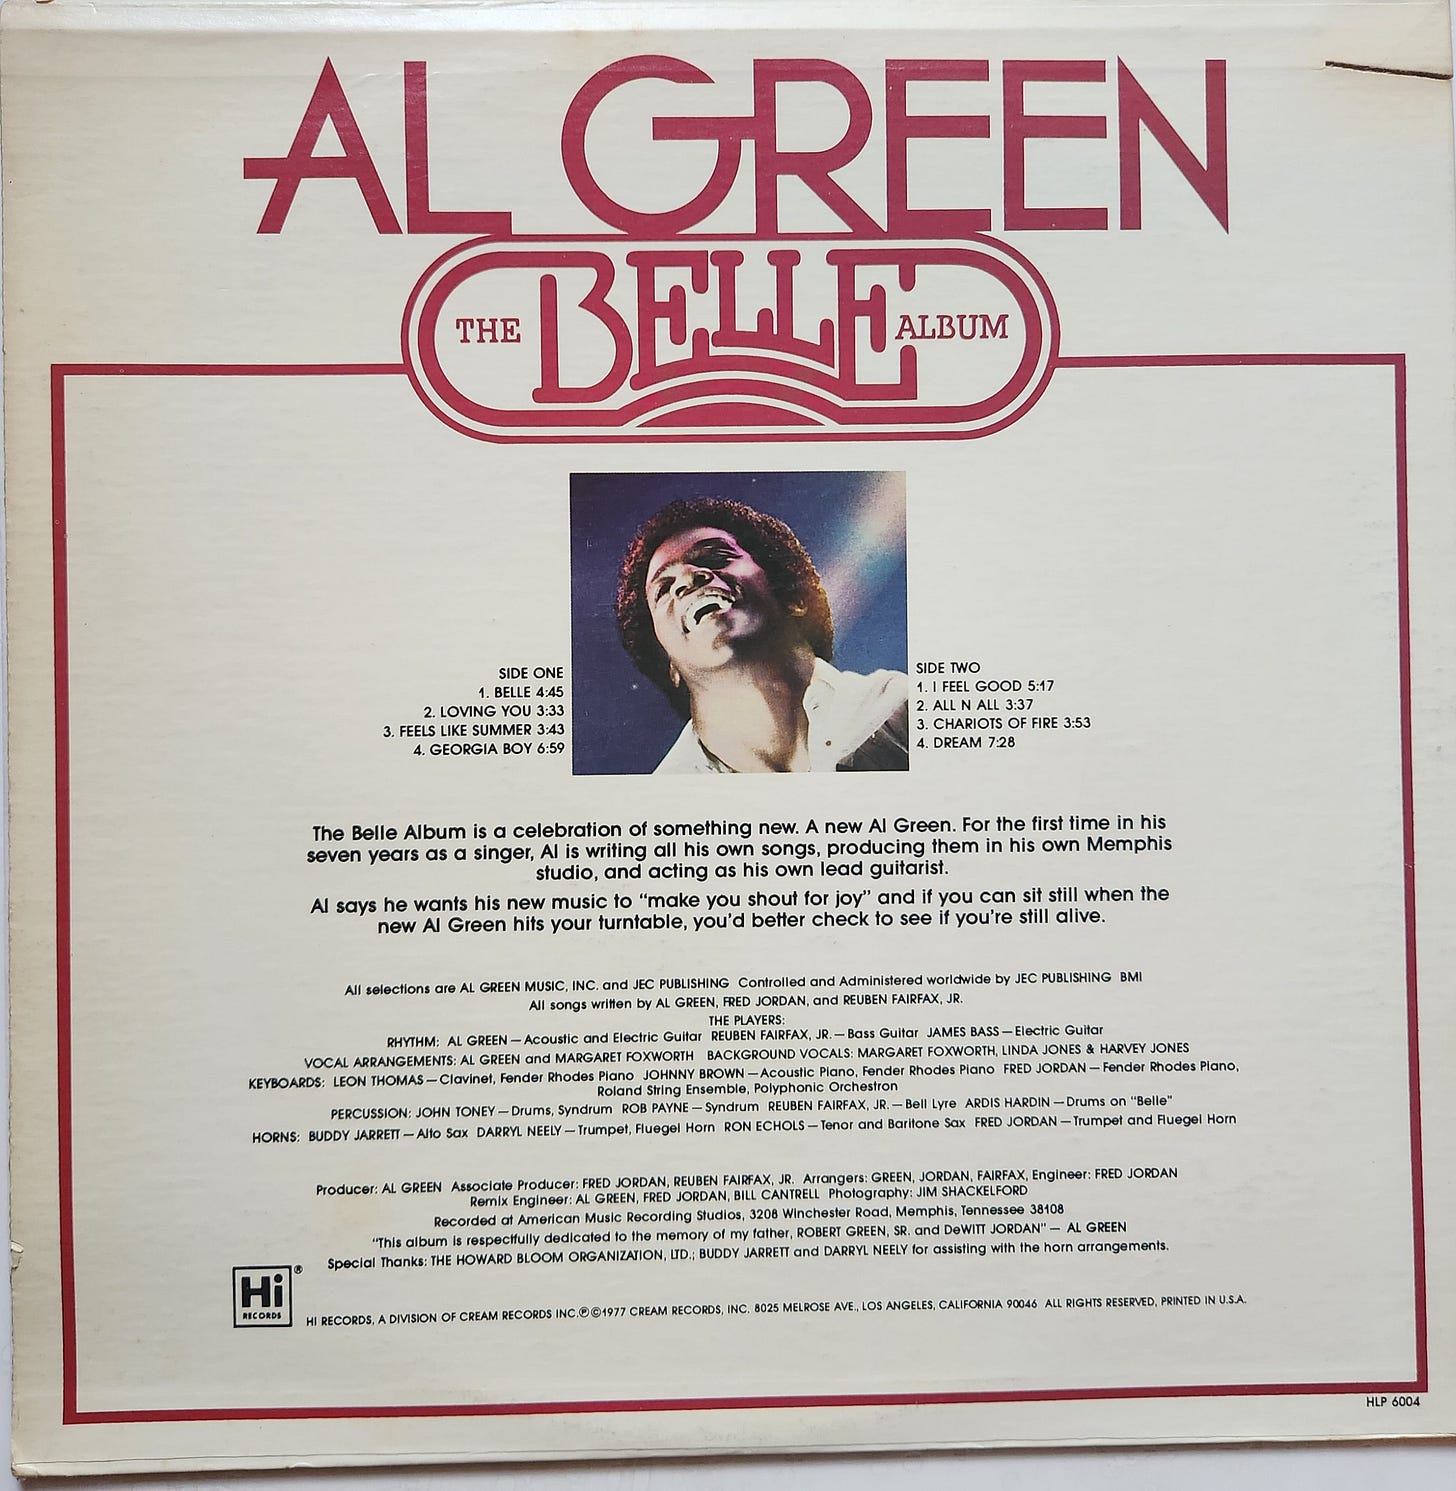 AL GREEN
THE BELLE ALBUM
SIDE ONE
1. BELLE 4:45
2. LOVING YOU 3:33
3. FEELS LIKE SUMMER 3:43
4. GEORGIA BOY 6:59
SIDE TWO
1. I FEEL GOOD 5:17
2. ALL N ALL 3:37
3. CHARIOTS OF FIRE 3:53
4. DREAM 7:28
The Belle Album is a celebration of something new. A new Al Green. For the first time in his
seven years as a singer, Al is writing all his own songs, producing them in his own Memphis
studio, and acting as his own lead guitarist.
Al says he wants his new music to “make you shout for joy” and if you can sit still when the
new Al Green hits your turntable, you’d better check to see if you’re still alive.
All selections are AL GREEN MUSIC, INC. and JEC PUBLISHING Controlled and Administered worldwide by JEC PUBLISHING BMI
All songs written by AL GREEN, FRED JORDAN, and REUBEN FAIRFAX, JR.
THE PLAYERS:
RHYTHM: AL GREEN — Acoustic and Electric Guitar REUBEN FAIRFAX, JR. — Bass Guitar JAMES BASS — Electric Guitar
VOCAL ARRANGEMENTS: AL GREEN and MARGARET FOXWORTH BACKGROUND VOCALS: MARGARET FOXWORTH, LINDA JONES & HARVEY JONES
KEYBOARDS: LEON THOMAS — Clavinet, Fender Rhodes Piano JOHNNY BROWN — Acoustic Piano, Fender Rhodes Piano FRED JORDAN — Fender Rhodes Piano,
Roland String Ensemble, Polyphonic Orchestron
PERCUSSION: JOHN TONEY — Drums, Syndrum ROB PAYNE — Syndrum REUBEN FAIRFAX, JR. — Bell Lyre ARDIS HARDIN — Drums on “Belle”
HORNS: BUDDY JARRETT — Alto Sax DARRYL NEELY — Trumpet, Fluegel Horn RON ECHOLS — Tenor and Baritone Sax FRED JORDAN — Trumpet and Fluegel Horn
Producer: AL GREEN Associate Producer: FRED JORDAN, REUBEN FAIRFAX, JR. Arrangers: GREEN, JORDAN, FAIRFAX, Engineer: FRED JORDAN
Remix Engineer: AL GREEN, FRED JORDAN, BILL CANTRELL Photography: JIM SHACKELFORD
Recorded at American Music Recording Studios, 3208 Winchester Road, Memphis, Tennessee 38108
“This album is respectfully dedicated to the memory of my father, ROBERT GREEN, SR. and DeWITT JORDAN” — AL GREEN
Special Thanks: THE HOWARD BLOOM ORGANIZATION, LTD.; BUDDY JARRETT and DARRYL NEELY for assisting with the horn arrangements.
Hi ®
RECORDS
HI RECORDS, A DIVISION OF CREAM RECORDS INC. ℗©1977 CREAM RECORDS, INC. 8025 MELROSE AVE., LOS ANGELES, CALIFORNIA 90046 ALL RIGHTS RESERVED, PRINTED IN U.S.A.
HLP 6004